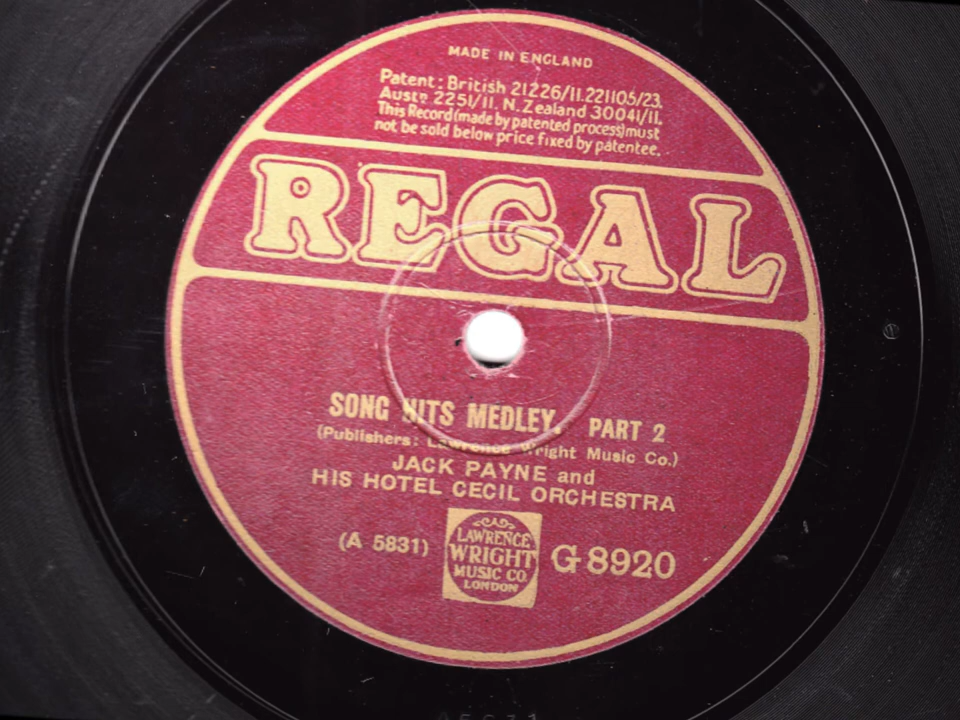 MADE IN ENGLAND
Patent: British 21226/11.221105/23.
Austn 2251/11. N. Zealand 30041/11.
This Record (made by patented process) must
not be sold below price fixed by patentee.
REGAL
SONG HITS MEDLEY. PART 2
(Publishers: Lawrence Wright Music Co.)
JACK PAYNE and
HIS HOTEL CECIL ORCHESTRA
(A 5831)
LAWRENCE
WRIGHT
MUSIC CO.
LONDON
G 8920